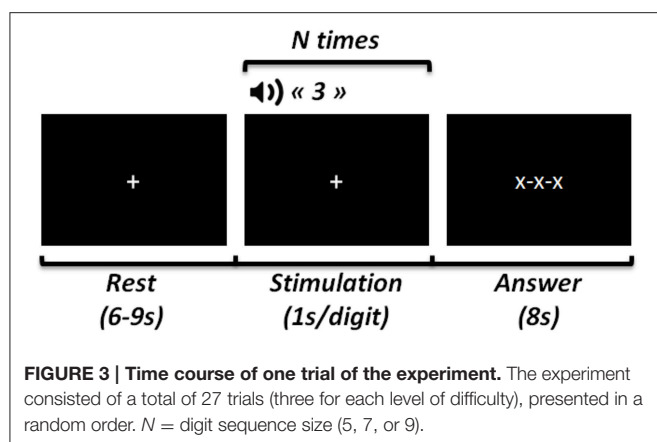 N times
« 3 »
+
+
x-x-x
Rest
Stimulation
Answer
(6-9s)
(1s/digit)
(8s)
FIGURE 3 | Time course of one trial of the experiment. The experiment
consisted of a total of 27 trials (three for each level of difficulty), presented in a
random order. N = digit sequence size (5, 7, or 9).